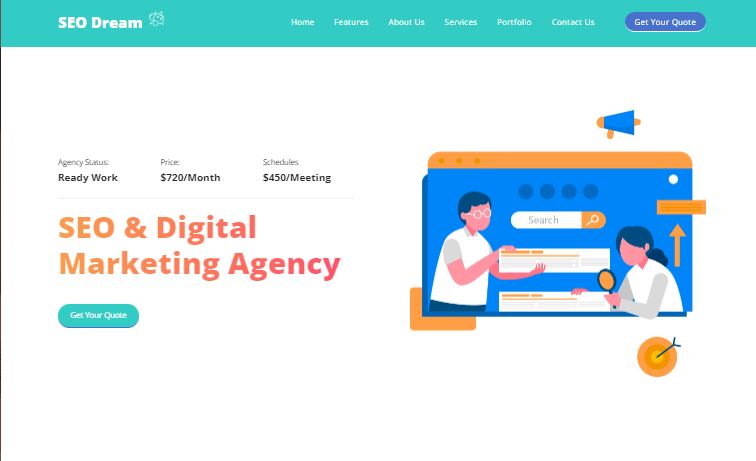 SEO Dream
Home Features About Us Services Portfolio Contact Us Get Your Quote
Agency Status: Price: Schedules
Ready Work $720/Month $450/Meeting
SEO & Digital
Marketing Agency
Get Your Quote
Search